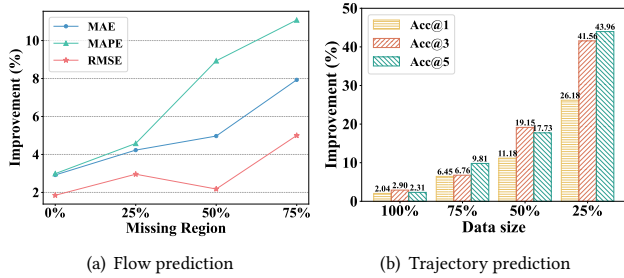 Improvement (%)
10
8
6
4
2
MAE
MAPE
RMSE
0% 25% 50% 75%
Missing Region
(a) Flow prediction
Improvement (%)
50
40
30
20
10
0
Acc@1
Acc@3
Acc@5
2.04 2.90 2.31
6.45 6.76 9.81
11.18 19.15 17.73
26.18 41.56 43.96
100% 75% 50% 25%
Data size
(b) Trajectory prediction